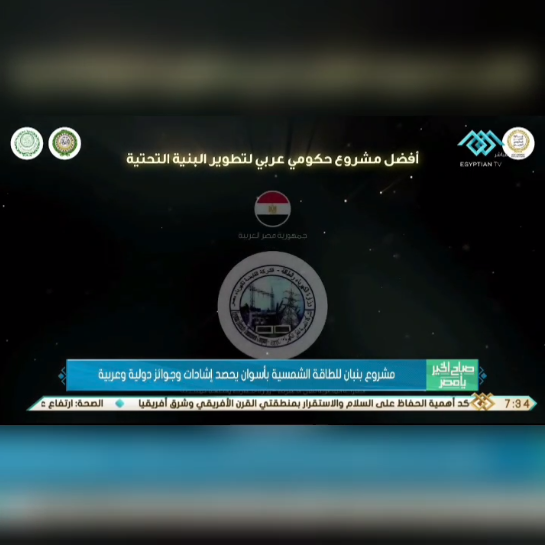 أفضل مشروع حكومي عربي لتطوير البنية التحتية
مباشر
EGYPTIAN TV
جمهورية مصر العربية
صباح الخير يا مصر
مشروع بنبان للطاقة الشمسية بأسوان يحصد إشادات وجوائز دولية وعربية
7:34
كد أهمية الحفاظ على السلام والاستقرار بمنطقتي القرن الأفريقي وشرق أفريقيا
الصحة: ارتفاع